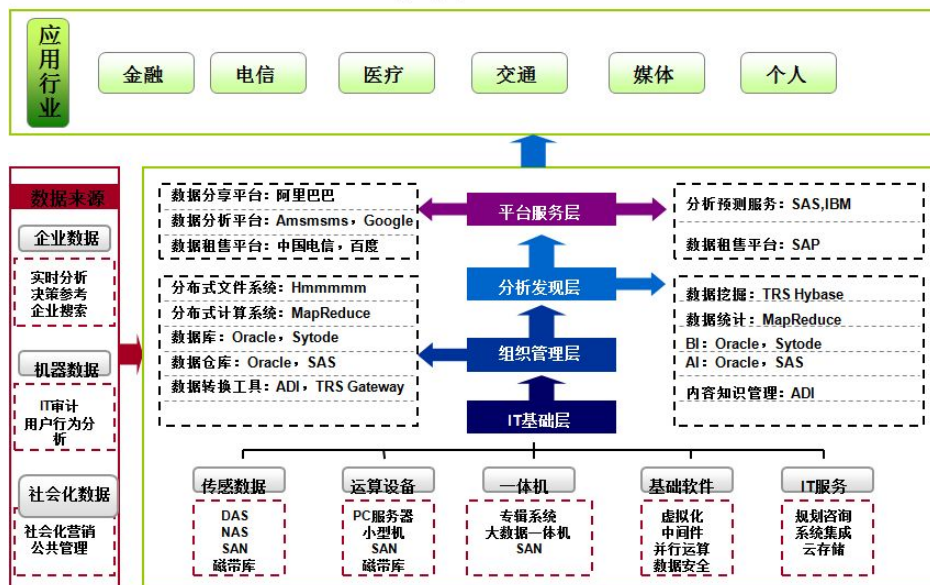 应用行业
金融
电信
医疗
交通
媒体
个人
数据来源
企业数据
实时分析
决策参考
企业搜索
机器数据
IT审计
用户行为分
析
社会化数据
社会化营销
公共管理
数据分享平台：阿里巴巴
数据分析平台：Amsmsms，Google
数据租售平台：中国电信，百度
平台服务层
分析预测服务：SAS,IBM
数据租售平台：SAP
分布式文件系统：Hmmmmm
分布式计算系统：MapReduce
数据库：Oracle，Sytode
数据仓库：Oracle，SAS
数据转换工具：ADI，TRS Gateway
分析发现层
组织管理层
IT基础层
数据挖掘：TRS Hybase
数据统计：MapReduce
BI：Oracle，Sytode
AI：Oracle，SAS
内容知识管理：ADI
传感数据
DAS
NAS
SAN
磁带库
运算设备
PC服务器
小型机
SAN
磁带库
一体机
专辑系统
大数据一体机
SAN
基础软件
虚拟化
中间件
并行运算
数据安全
IT服务
规划咨询
系统集成
云存储